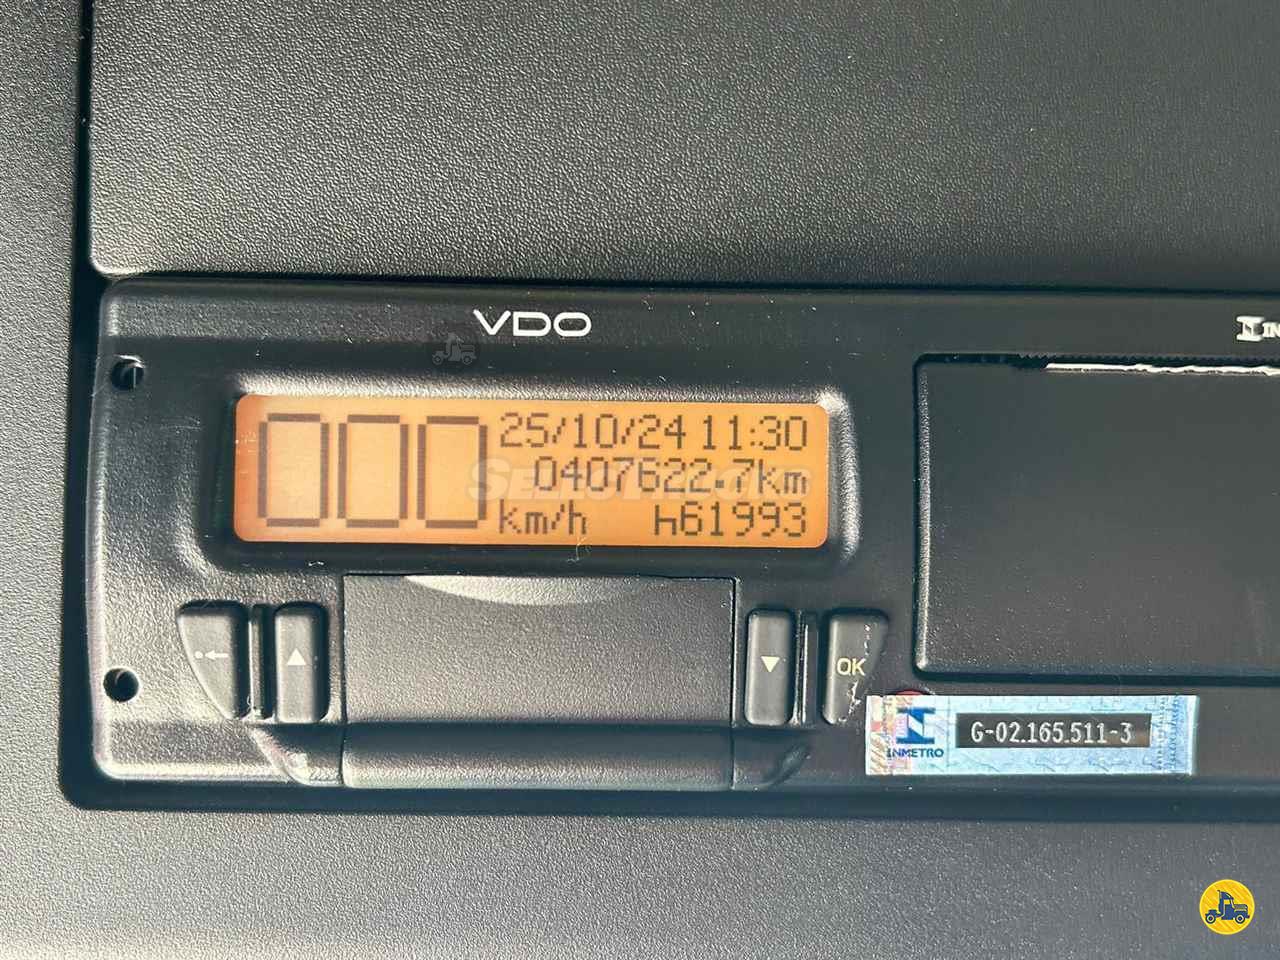 VDO
000
25/10/24 11:30
0407622.7km
km/h h61993
OK
INMETRO
G-02.165.511-3